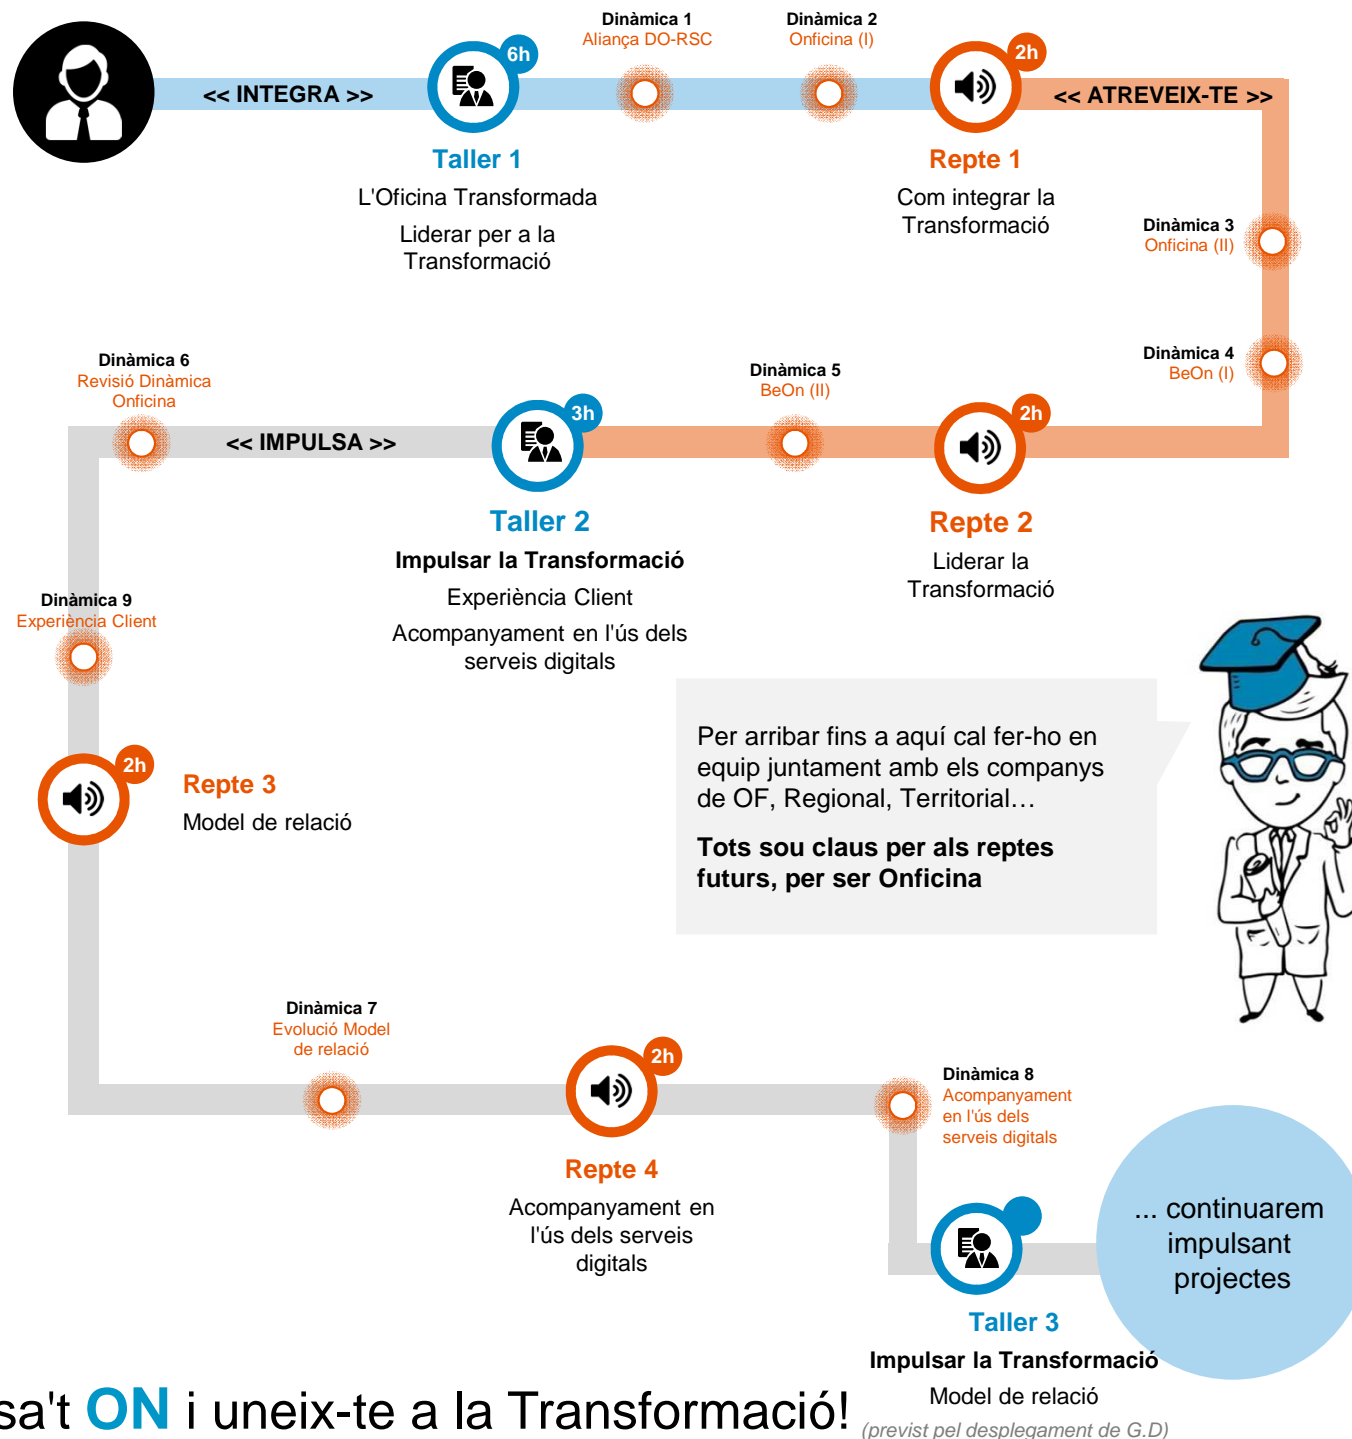 Dinàmica 1
Aliança DO-RSC
Dinàmica 2
Onficina (I)
6h
2h
<< INTEGRA >>
<< ATREVEIX-TE >>
Taller 1
L'Oficina Transformada
Liderar per a la
Transformació
Repte 1
Com integrar la
Transformació
Dinàmica 3
Onficina (II)
Dinàmica 4
BeOn (I)
Dinàmica 6
Revisió Dinàmica
Onficina
<< IMPULSA >>
3h
Dinàmica 5
BeOn (II)
2h
Taller 2
Impulsar la Transformació
Experiència Client
Acompanyament en l'ús dels
serveis digitals
Repte 2
Liderar la
Transformació
Dinàmica 9
Experiència Client
2h
Repte 3
Model de relació
Per arribar fins a aquí cal fer-ho en
equip juntament amb els companys
de OF, Regional, Territorial…
Tots sou claus per als reptes
futurs, per ser Onficina
Dinàmica 7
Evolució Model
de relació
2h
Repte 4
Acompanyament en
l'ús dels serveis
digitals
Dinàmica 8
Acompanyament
en l'ús dels
serveis digitals
... continuarem
impulsant
projectes
Taller 3
Impulsar la Transformació
Model de relació
(previst pel desplegament de G.D)
sa't ON i uneix-te a la Transformació!